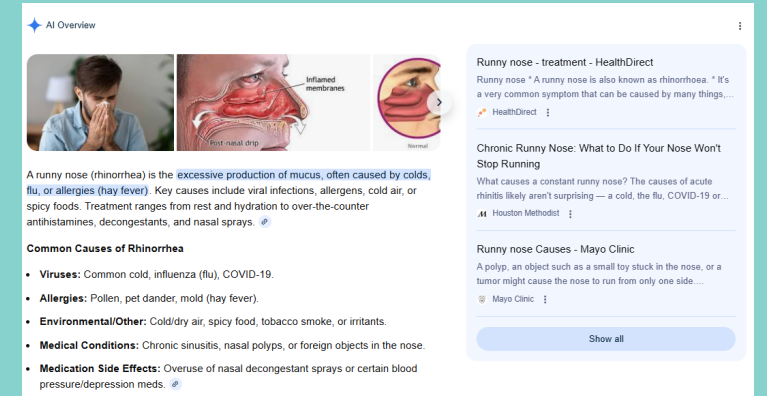 AI Overview
Inflamed
membranes
Post-nasal drip
Normal
A runny nose (rhinorrhea) is the excessive production of mucus, often caused by colds,
flu, or allergies (hay fever). Key causes include viral infections, allergens, cold air, or
spicy foods. Treatment ranges from rest and hydration to over-the-counter
antihistamines, decongestants, and nasal sprays.
Common Causes of Rhinorrhea
• Viruses: Common cold, influenza (flu), COVID-19.
• Allergies: Pollen, pet dander, mold (hay fever).
• Environmental/Other: Cold/dry air, spicy food, tobacco smoke, or irritants.
• Medical Conditions: Chronic sinusitis, nasal polyps, or foreign objects in the nose.
• Medication Side Effects: Overuse of nasal decongestant sprays or certain blood
pressure/depression meds.
Runny nose - treatment - HealthDirect
Runny nose * A runny nose is also known as rhinorrhoea. * It's
a very common symptom that can be caused by many things,...
HealthDirect
Chronic Runny Nose: What to Do If Your Nose Won't
Stop Running
What causes a constant runny nose? The causes of acute
rhinitis likely aren't surprising — a cold, the flu, COVID-19 or...
Houston Methodist
Runny nose Causes - Mayo Clinic
A polyp, an object such as a small toy stuck in the nose, or a
tumor might cause the nose to run from only one side....
Mayo Clinic
Show all